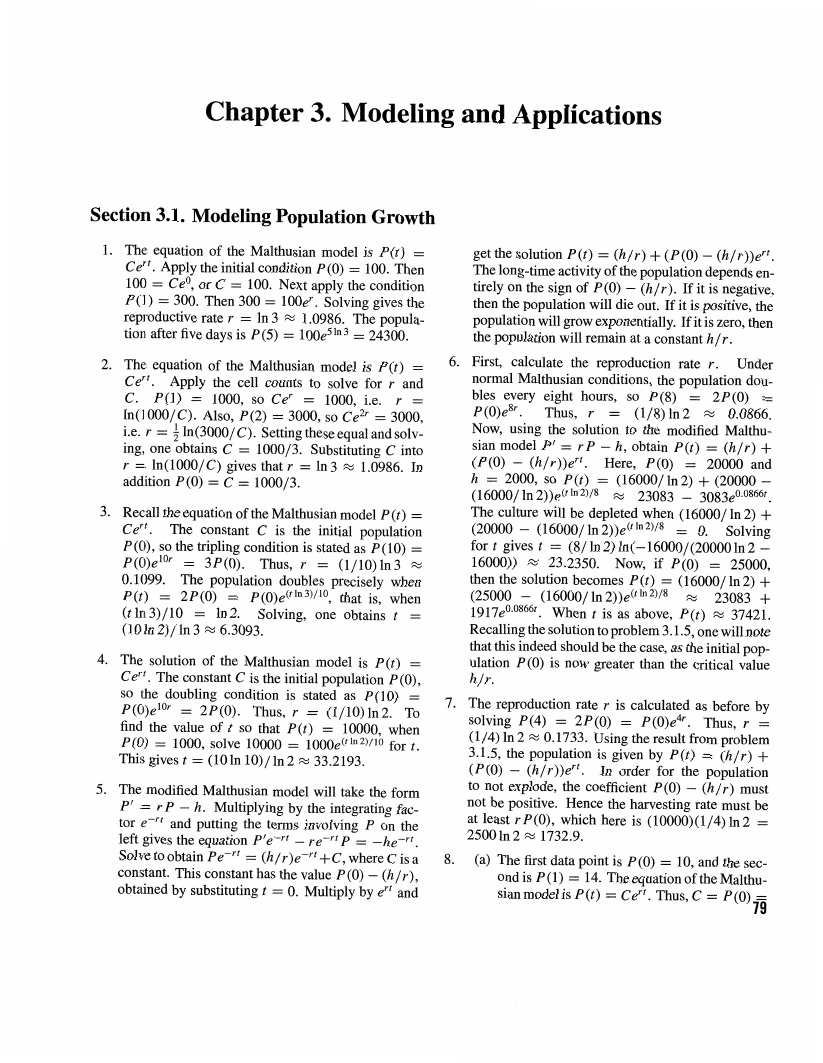 Chapter 3. Modeling and Applications
Section 3.1. Modeling Population Growth
1. The equation of the Malthusian model is P(t) =
Ce^{rt}. Apply the initial condition P(0) = 100. Then
100 = Ce^0, or C = 100. Next apply the condition
P(1) = 300. Then 300 = 100e^r. Solving gives the
reproductive rate r = ln 3 ≈ 1.0986. The popula-
tion after five days is P(5) = 100e^{5 ln 3} = 24300.
2. The equation of the Malthusian model is P(t) =
Ce^{rt}. Apply the cell counts to solve for r and
C. P(1) = 1000, so Ce^r = 1000, i.e. r =
ln(1000/C). Also, P(2) = 3000, so Ce^{2r} = 3000,
i.e. r = 1/2 ln(3000/C). Setting these equal and solv-
ing, one obtains C = 1000/3. Substituting C into
r = ln(1000/C) gives that r = ln 3 ≈ 1.0986. In
addition P(0) = C = 1000/3.
3. Recall the equation of the Malthusian model P(t) =
Ce^{rt}. The constant C is the initial population
P(0), so the tripling condition is stated as P(10) =
P(0)e^{10r} = 3P(0). Thus, r = (1/10) ln 3 ≈
0.1099. The population doubles precisely when
P(t) = 2P(0) = P(0)e^{(t ln 3)/10}, that is, when
(t ln 3)/10 = ln 2. Solving, one obtains t =
(10 ln 2)/ ln 3 ≈ 6.3093.
4. The solution of the Malthusian model is P(t) =
Ce^{rt}. The constant C is the initial population P(0),
so the doubling condition is stated as P(10) =
P(0)e^{10r} = 2P(0). Thus, r = (1/10) ln 2. To
find the value of t so that P(t) = 10000, when
P(0) = 1000, solve 10000 = 1000e^{(t ln 2)/10} for t.
This gives t = (10 ln 10)/ ln 2 ≈ 33.2193.
5. The modified Malthusian model will take the form
P′ = rP − h. Multiplying by the integrating fac-
tor e^{−rt} and putting the terms involving P on the
left gives the equation P′e^{−rt} − re^{−rt}P = −he^{−rt}.
Solve to obtain Pe^{−rt} = (h/r)e^{−rt} + C, where C is a
constant. This constant has the value P(0) − (h/r),
obtained by substituting t = 0. Multiply by e^{rt} and
get the solution P(t) = (h/r) + (P(0) − (h/r))e^{rt}.
The long-time activity of the population depends en-
tirely on the sign of P(0) − (h/r). If it is negative,
then the population will die out. If it is positive, the
population will grow exponentially. If it is zero, then
the population will remain at a constant h/r.
6. First, calculate the reproduction rate r. Under
normal Malthusian conditions, the population dou-
bles every eight hours, so P(8) = 2P(0) =
P(0)e^{8r}. Thus, r = (1/8) ln 2 ≈ 0.0866.
Now, using the solution to the modified Malthu-
sian model P′ = rP − h, obtain P(t) = (h/r) +
(P(0) − (h/r))e^{rt}. Here, P(0) = 20000 and
h = 2000, so P(t) = (16000/ ln 2) + (20000 −
(16000/ ln 2))e^{(t ln 2)/8} ≈ 23083 − 3083e^{0.0866t}.
The culture will be depleted when (16000/ ln 2) +
(20000 − (16000/ ln 2))e^{(t ln 2)/8} = 0. Solving
for t gives t = (8/ ln 2) ln(−16000/(20000 ln 2 −
16000)) ≈ 23.2350. Now, if P(0) = 25000,
then the solution becomes P(t) = (16000/ ln 2) +
(25000 − (16000/ ln 2))e^{(t ln 2)/8} ≈ 23083 +
1917e^{0.0866t}. When t is as above, P(t) ≈ 37421.
Recalling the solution to problem 3.1.5, one will note
that this indeed should be the case, as the initial pop-
ulation P(0) is now greater than the critical value
h/r.
7. The reproduction rate r is calculated as before by
solving P(4) = 2P(0) = P(0)e^{4r}. Thus, r =
(1/4) ln 2 ≈ 0.1733. Using the result from problem
3.1.5, the population is given by P(t) = (h/r) +
(P(0) − (h/r))e^{rt}. In order for the population
to not explode, the coefficient P(0) − (h/r) must
not be positive. Hence the harvesting rate must be
at least rP(0), which here is (10000)(1/4) ln 2 =
2500 ln 2 ≈ 1732.9.
8. (a) The first data point is P(0) = 10, and the sec-
ond is P(1) = 14. The equation of the Malthu-
sian model is P(t) = Ce^{rt}. Thus, C = P(0) =
79